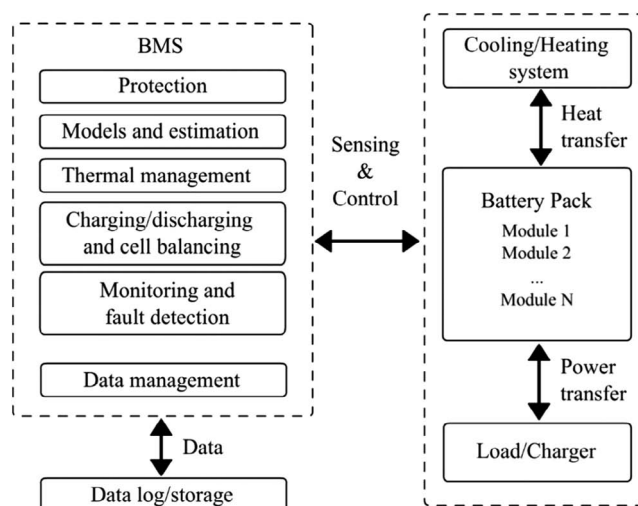 BMS
Protection
Models and estimation
Thermal management
Charging/discharging
and cell balancing
Monitoring and
fault detection
Data management
Data
Data log/storage
Sensing
&
Control
Cooling/Heating
system
Heat
transfer
Battery Pack
Module 1
Module 2
...
Module N
Power
transfer
Load/Charger